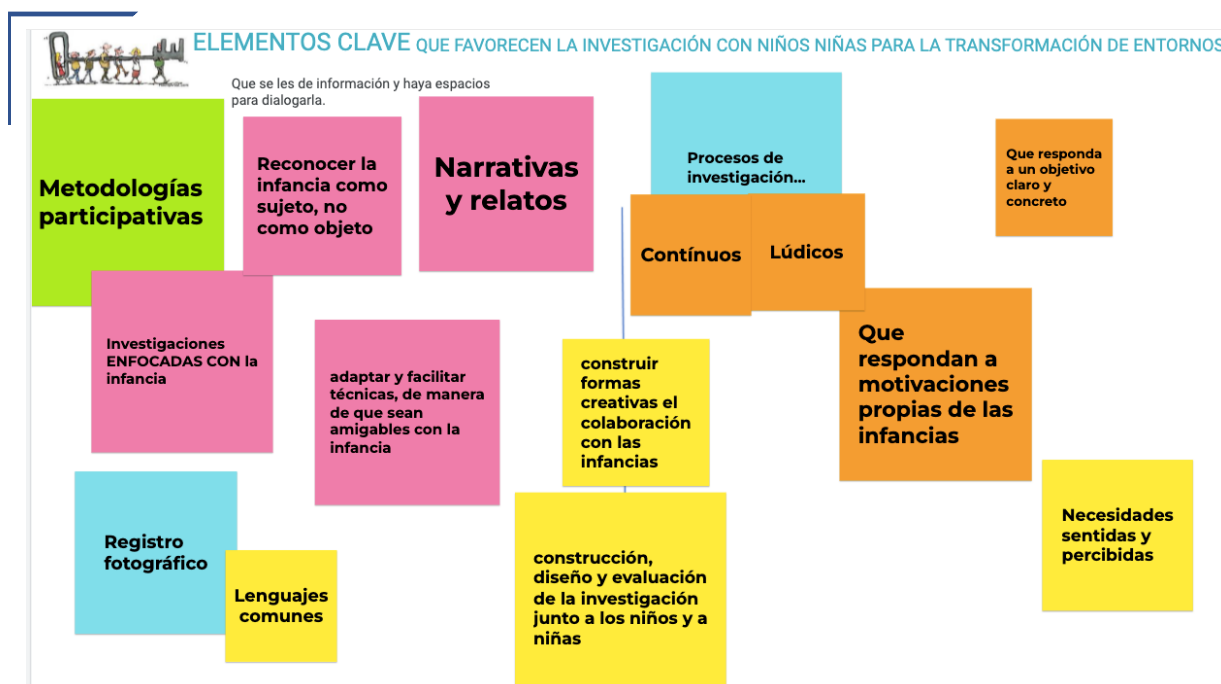 ELEMENTOS CLAVE QUE FAVORECEN LA INVESTIGACIÓN CON NIÑOS NIÑAS PARA LA TRANSFORMACIÓN DE ENTORNOS
Que se les de información y haya espacios
para dialogarla.
Metodologías
participativas
Reconocer la
infancia como
sujeto, no
como objeto
Narrativas
y relatos
Procesos de
investigación...
Contínuos
Lúdicos
Que responda
a un objetivo
claro y
concreto
Investigaciones
ENFOCADAS CON la
infancia
adaptar y facilitar
técnicas, de manera
de que sean
amigables con la
infancia
construir
formas
creativas el
colaboración
con las
infancias
Que
respondan a
motivaciones
propias de las
infancias
Registro
fotográfico
Lenguajes
comunes
construcción,
diseño y evaluación
de la investigación
junto a los niños y a
niñas
Necesidades
sentidas y
percibidas